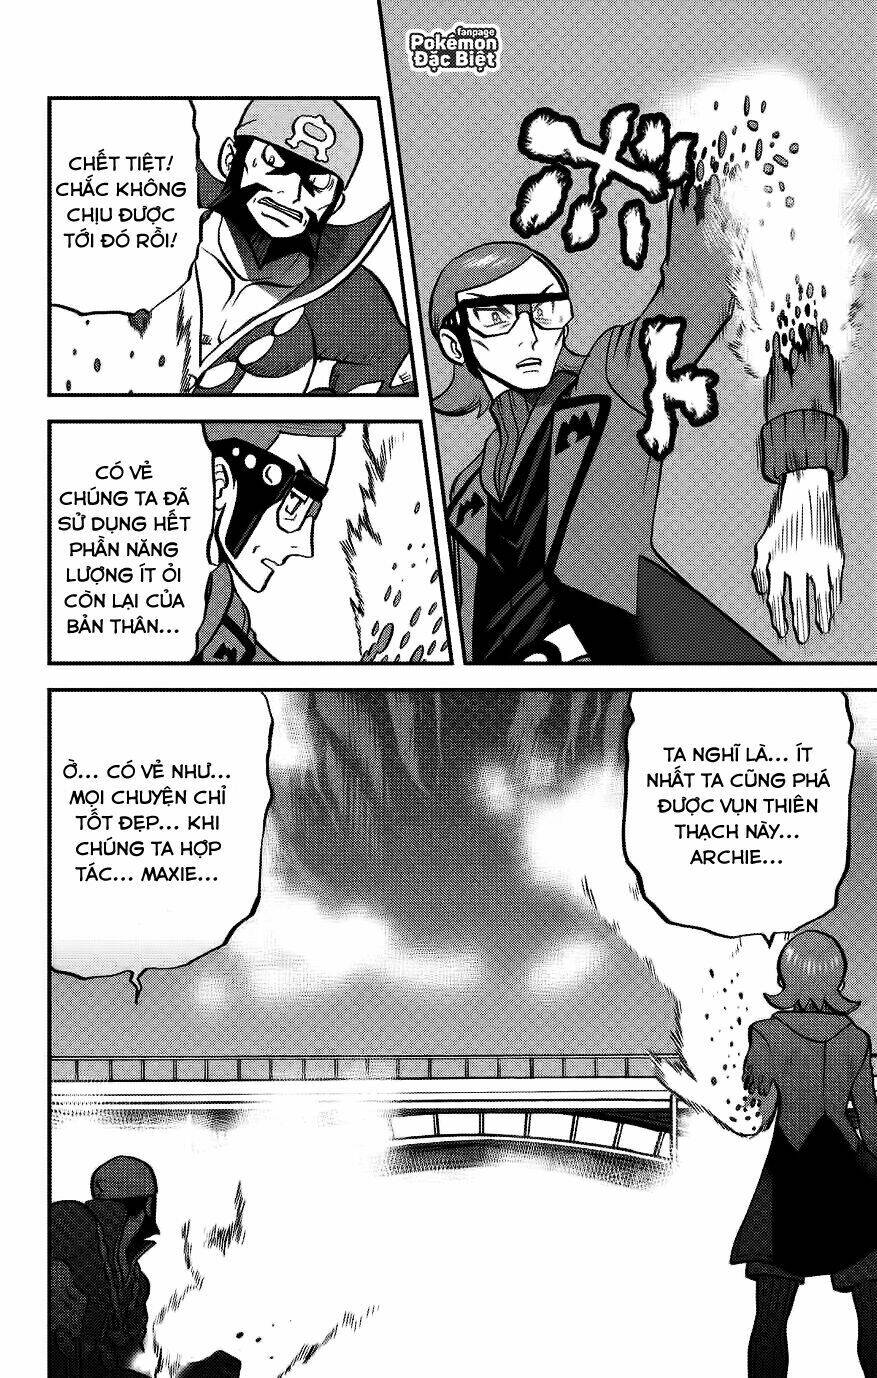 fanpage
Pokémon
Đặc Biệt
ボト
CHẾT TIỆT!
CHẮC KHÔNG
CHỊU ĐƯỢC
TỚI ĐÓ RỒI!
CÓ VẺ
CHÚNG TA ĐÃ
SỬ DỤNG HẾT
PHẦN NĂNG
LƯỢNG ÍT ỎI
CÒN LẠI CỦA
BẢN THÂN...
TA NGHĨ LÀ... ÍT
NHẤT TA CŨNG PHÁ
ĐƯỢC VỤN THIÊN
THẠCH NÀY...
ARCHIE...
Ờ... CÓ VẺ NHƯ...
MỌI CHUYỆN CHỈ
TỐT ĐẸP... KHI
CHÚNG TA HỢP
TÁC... MAXIE...